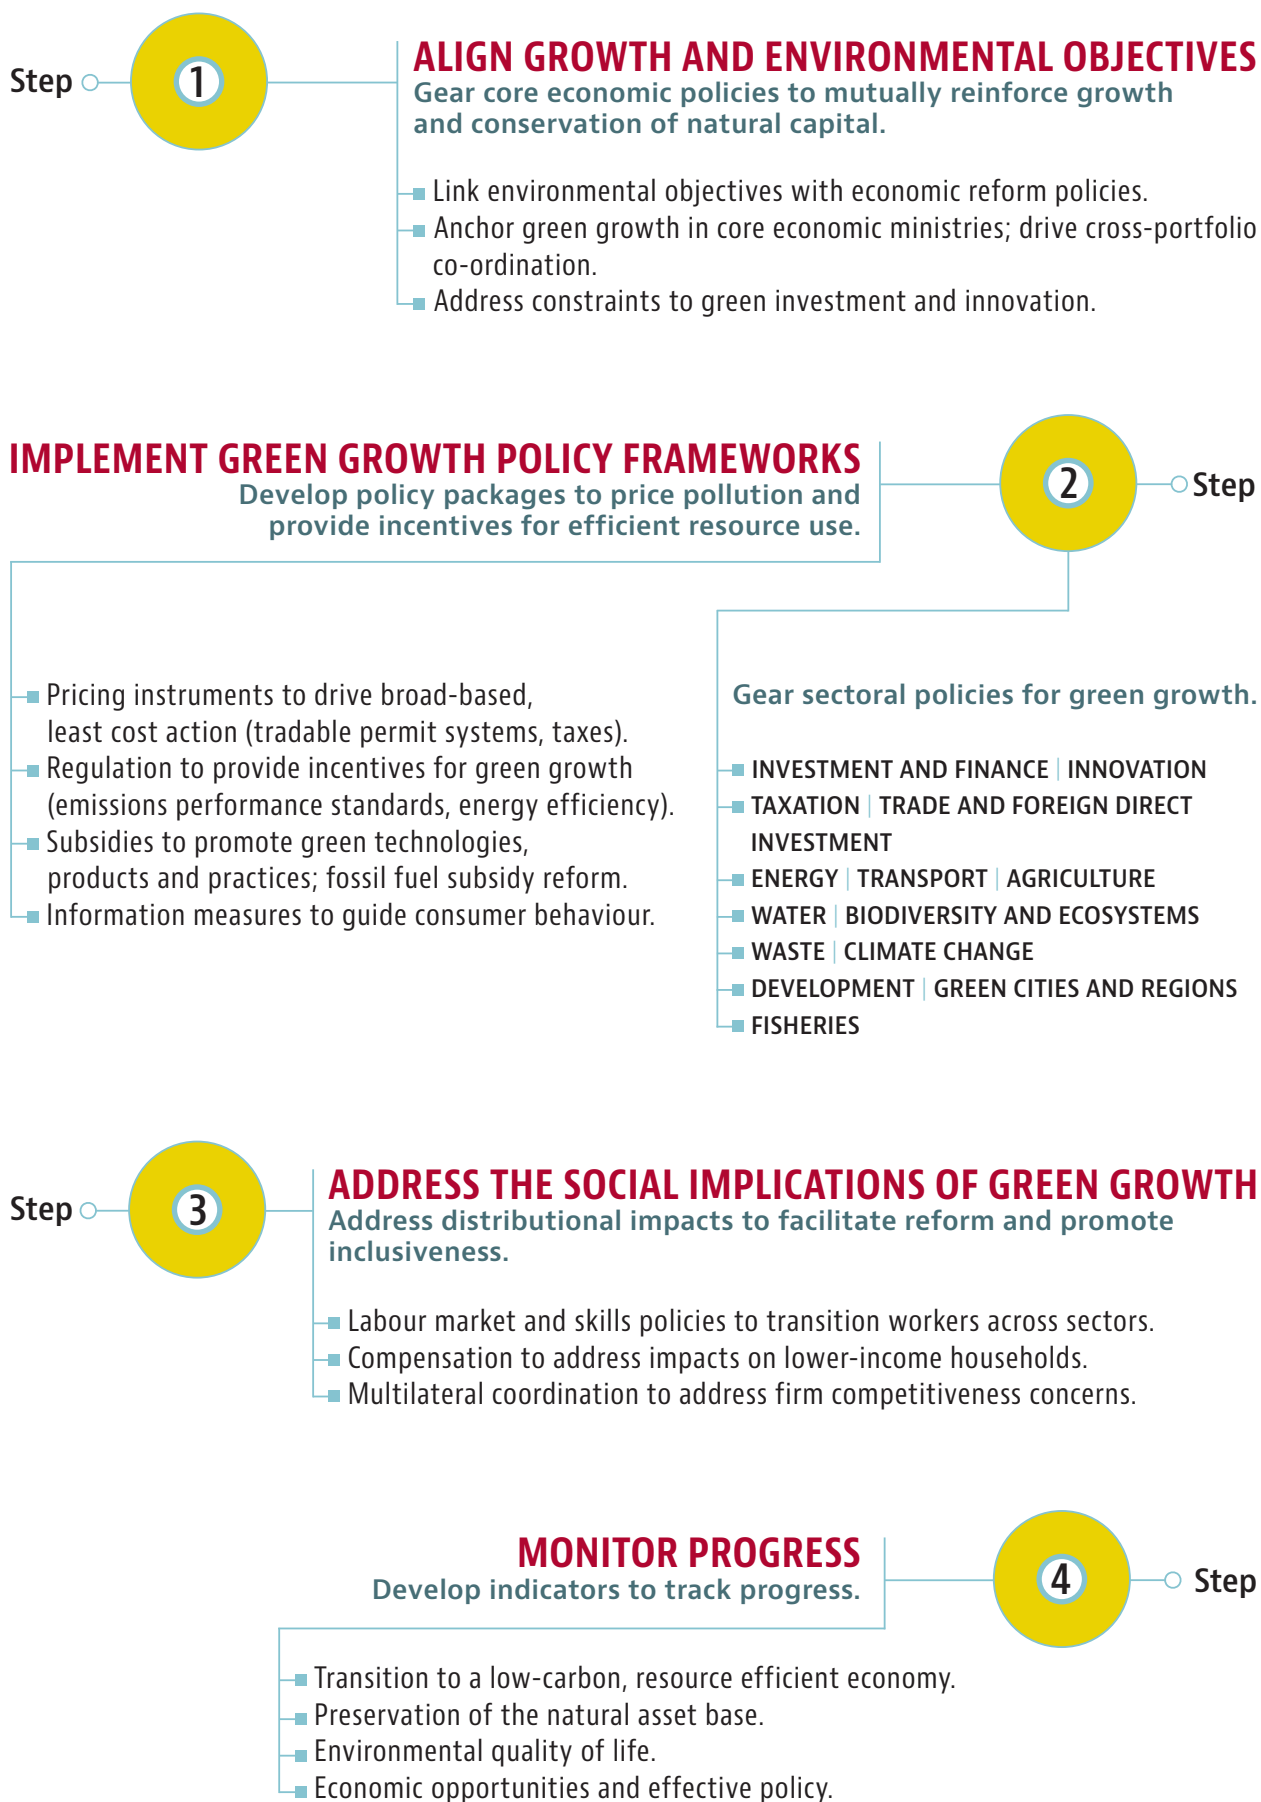 Step
1
ALIGN GROWTH AND ENVIRONMENTAL OBJECTIVES
Gear core economic policies to mutually reinforce growth
and conservation of natural capital.
Link environmental objectives with economic reform policies.
Anchor green growth in core economic ministries; drive cross-portfolio
co-ordination.
Address constraints to green investment and innovation.
IMPLEMENT GREEN GROWTH POLICY FRAMEWORKS
Develop policy packages to price pollution and
provide incentives for efficient resource use.
2
Step
Pricing instruments to drive broad-based,
least cost action (tradable permit systems, taxes).
Regulation to provide incentives for green growth
(emissions performance standards, energy efficiency).
Subsidies to promote green technologies,
products and practices; fossil fuel subsidy reform.
Information measures to guide consumer behaviour.
Gear sectoral policies for green growth.
INVESTMENT AND FINANCE | INNOVATION
TAXATION | TRADE AND FOREIGN DIRECT
INVESTMENT
ENERGY | TRANSPORT | AGRICULTURE
WATER | BIODIVERSITY AND ECOSYSTEMS
WASTE | CLIMATE CHANGE
DEVELOPMENT | GREEN CITIES AND REGIONS
FISHERIES
Step
3
ADDRESS THE SOCIAL IMPLICATIONS OF GREEN GROWTH
Address distributional impacts to facilitate reform and promote
inclusiveness.
Labour market and skills policies to transition workers across sectors.
Compensation to address impacts on lower-income households.
Multilateral coordination to address firm competitiveness concerns.
MONITOR PROGRESS
Develop indicators to track progress.
4
Step
Transition to a low-carbon, resource efficient economy.
Preservation of the natural asset base.
Environmental quality of life.
Economic opportunities and effective policy.